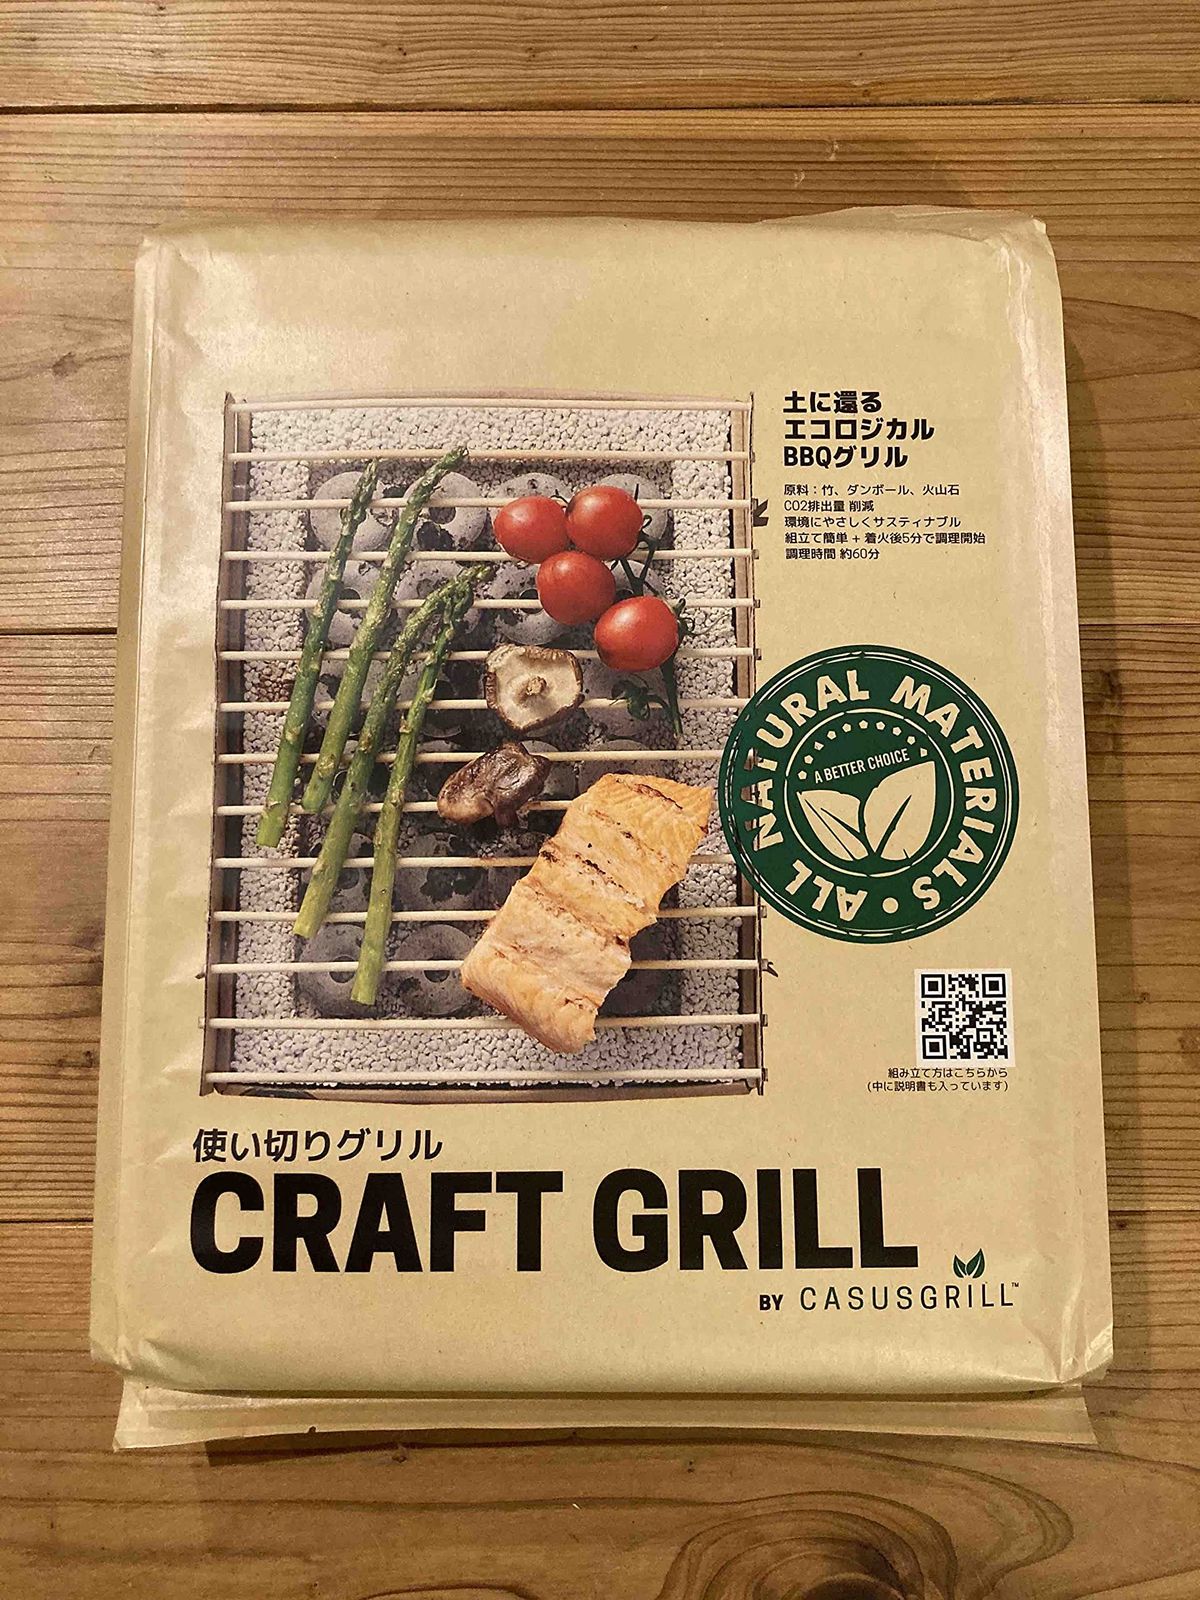 土に還る
エコロジカル
BBQグリル
原料：竹、ダンボール、火山石
CO2排出量 削減
環境にやさしくサスティナブル
組立て簡単 + 着火後5分で調理開始
調理時間 約60分
ALL NATURAL MATERIALS •
A BETTER CHOICE
組み立て方はこちらから
(中に説明書も入っています)
使い切りグリル
CRAFT GRILL
BY CASUSGRILL™